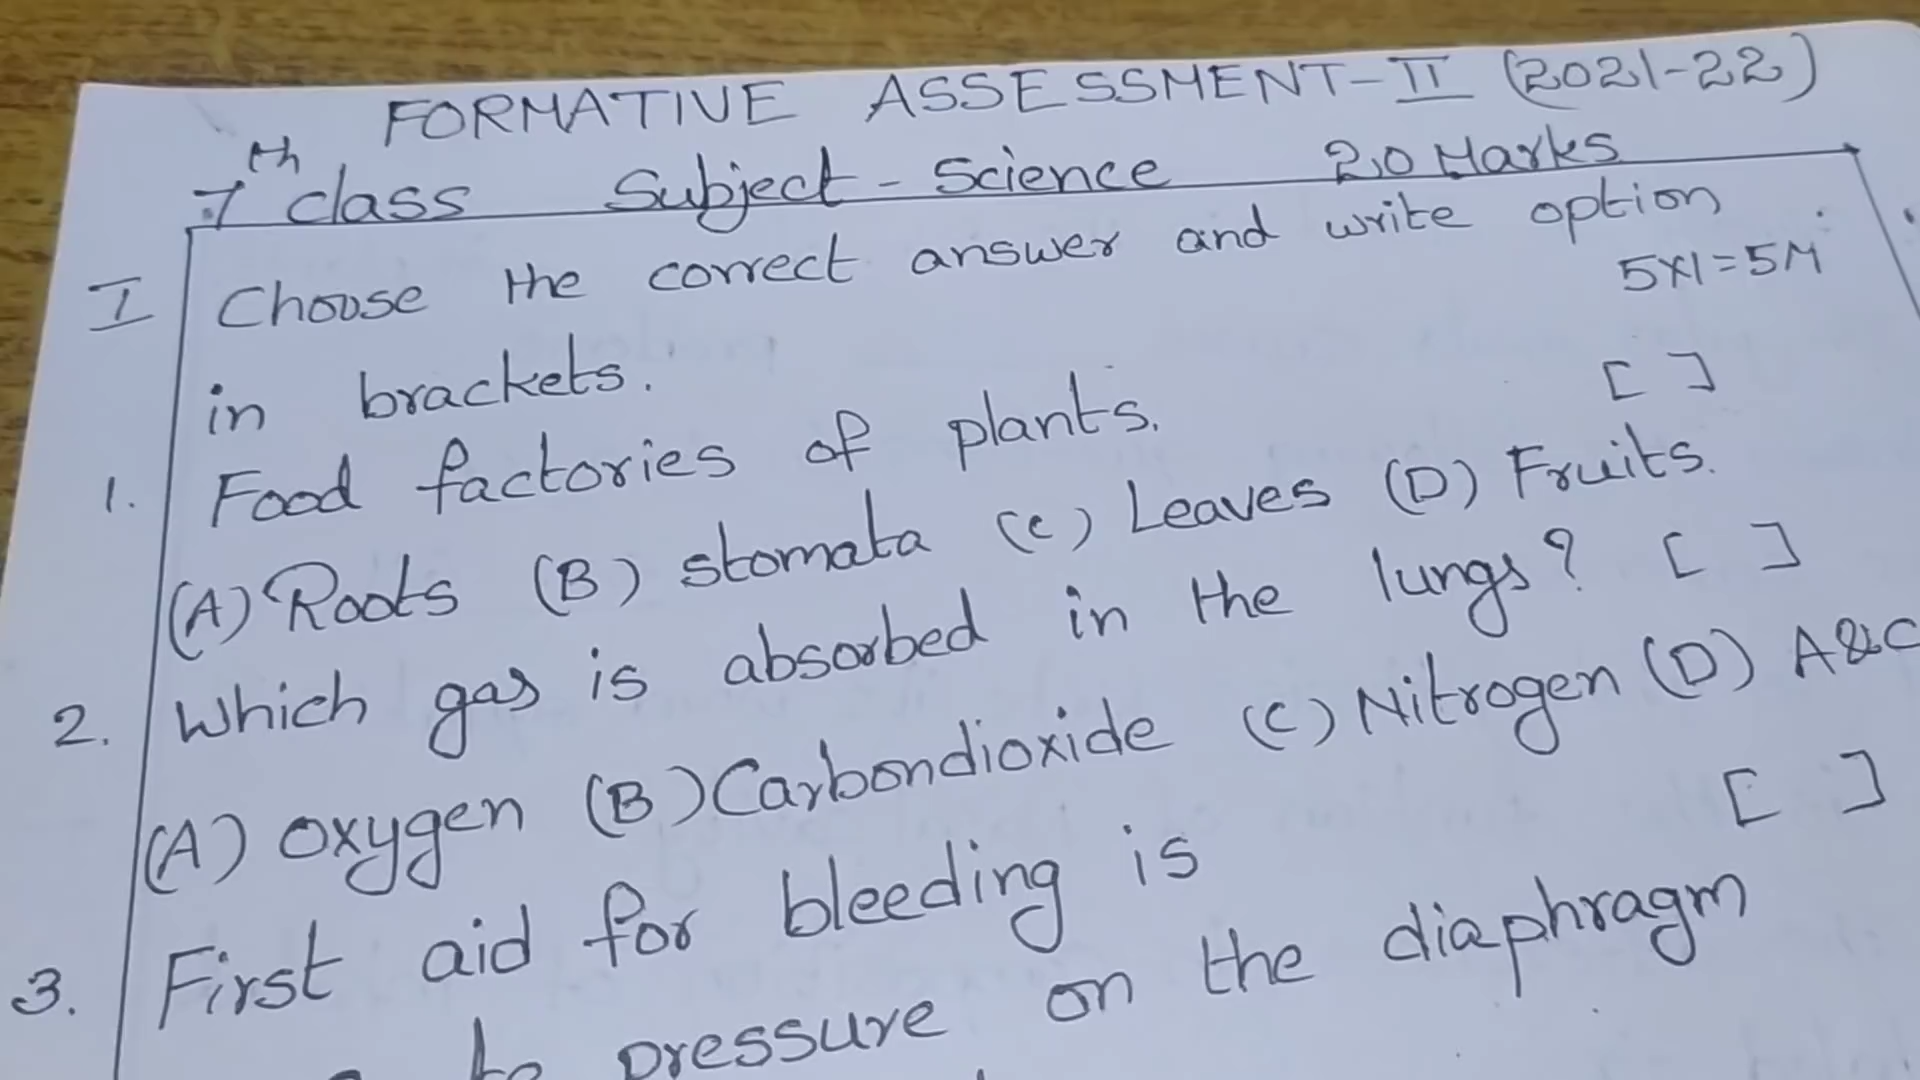 FORMATIVE ASSESSMENT-II (2021-22)
7th class Subject - Science 20 Marks
I Choose the correct answer and write option
in brackets. 5x1=5M
1. Food factories of plants. [ ]
(A) Roots (B) stomata (c) Leaves (D) Fruits.
2. Which gas is absorbed in the lungs? [ ]
(A) oxygen (B) Carbondioxide (C) Nitrogen (D) A&C
3. First aid for bleeding is [ ]
to pressure on the diaphragm